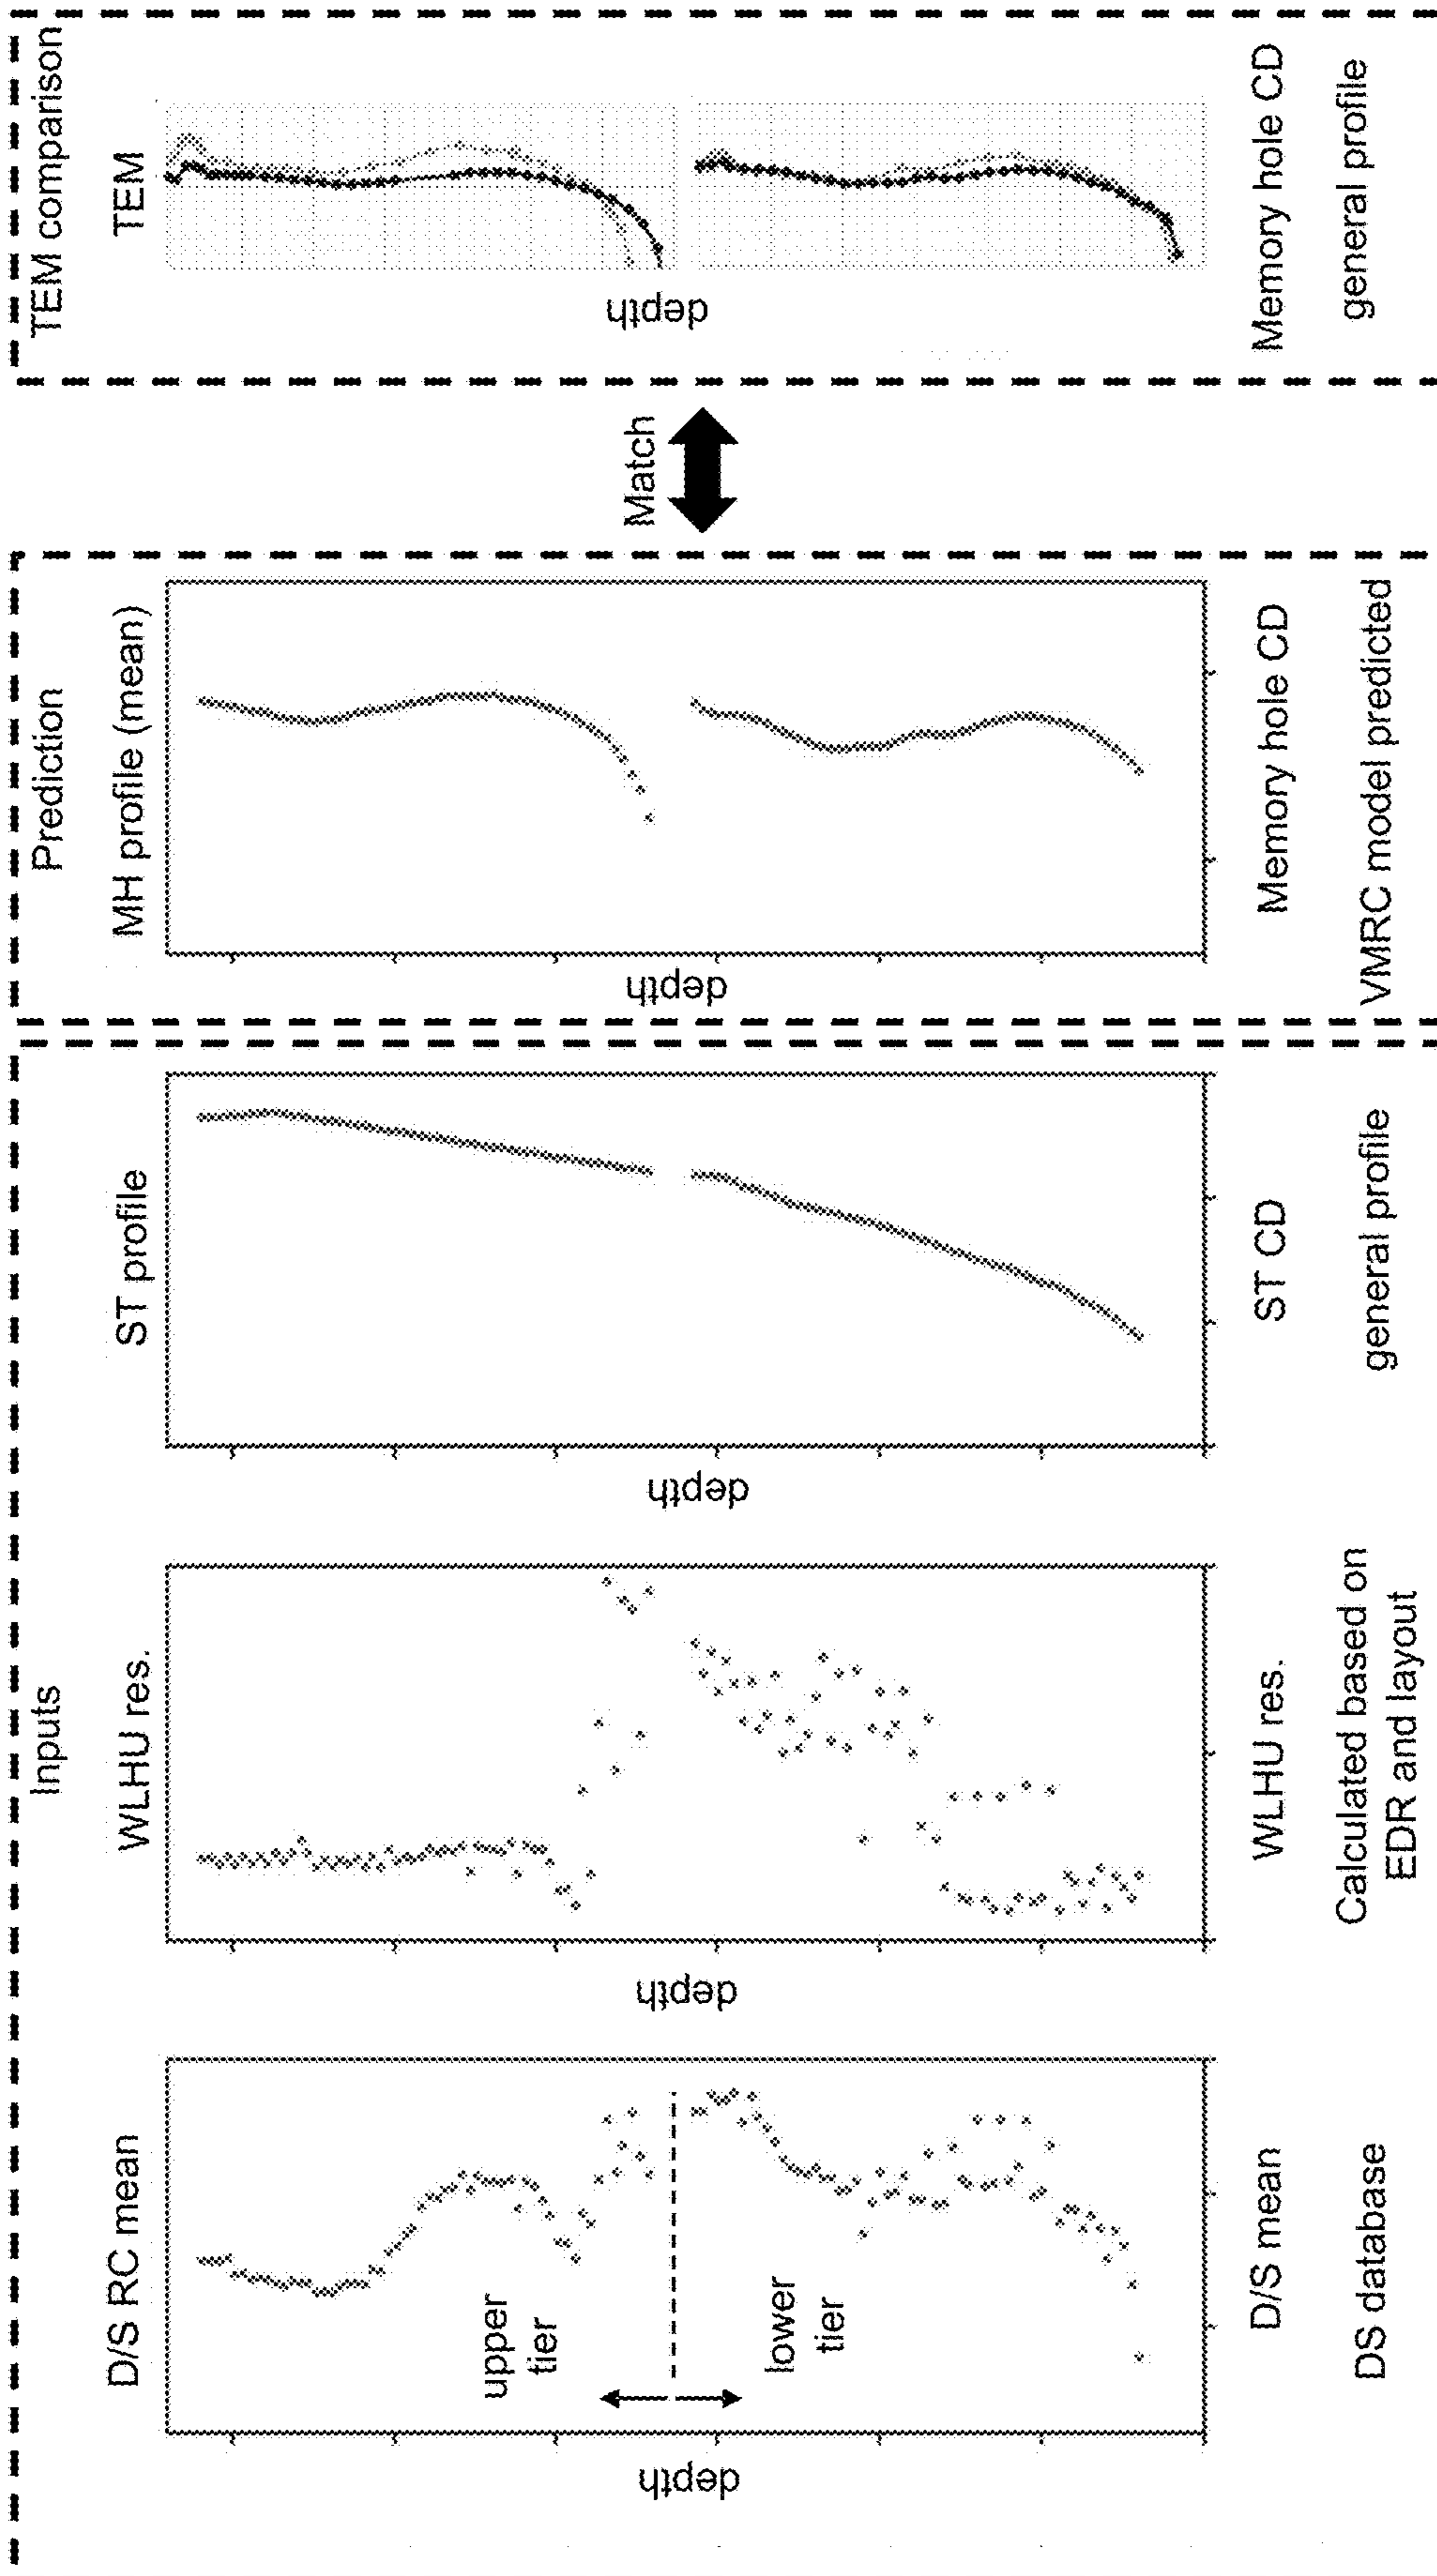 Inputs
D/S RC mean
depth
upper
tier
lower
tier
D/S mean
DS database
WLHU res.
depth
WLHU res.
Calculated based on
EDR and layout
ST profile
depth
ST CD
general profile
Prediction
MH profile (mean)
depth
Memory hole CD
VMRC model predicted
Match
TEM comparison
TEM
depth
Memory hole CD
general profile